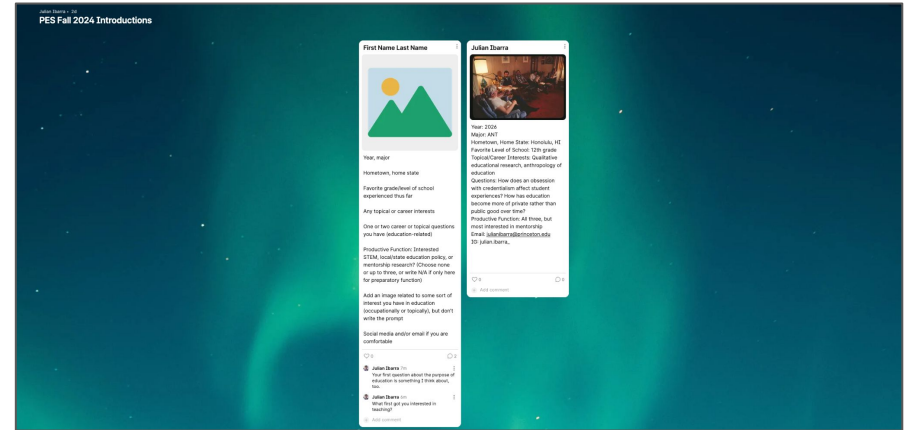 Julian Ibarra • 2d
PES Fall 2024 Introductions
First Name Last Name
Year, major
Hometown, home state
Favorite grade/level of school
experienced thus far
Any topical or career interests
One or two career or topical questions
you have (education-related)
Productive Function: Interested
STEM, local/state education policy, or
mentorship research? (Choose none
or up to three, or write N/A if only here
for preparatory function)
Add an image related to some sort of
interest you have in education
(occupationally or topically), but don't
write the prompt
Social media and/or email if you are
comfortable
0
2
Julian Ibarra 7m
Your first question about the purpose of
education is something I think about,
too.
Julian Ibarra 6m
What first got you interested in
teaching?
Add comment
Julian Ibarra
Year: 2026
Major: ANT
Hometown, Home State: Honolulu, HI
Favorite Level of School: 12th grade
Topical/Career Interests: Qualitative
educational research, anthropology of
education
Questions: How does an obsession
with credentialism affect student
experiences? How has education
become more of private rather than
public good over time?
Productive Function: All three, but
most interested in mentorship
Email: julianibarra@princeton.edu
IG: julian.ibarra_
0
0
Add comment